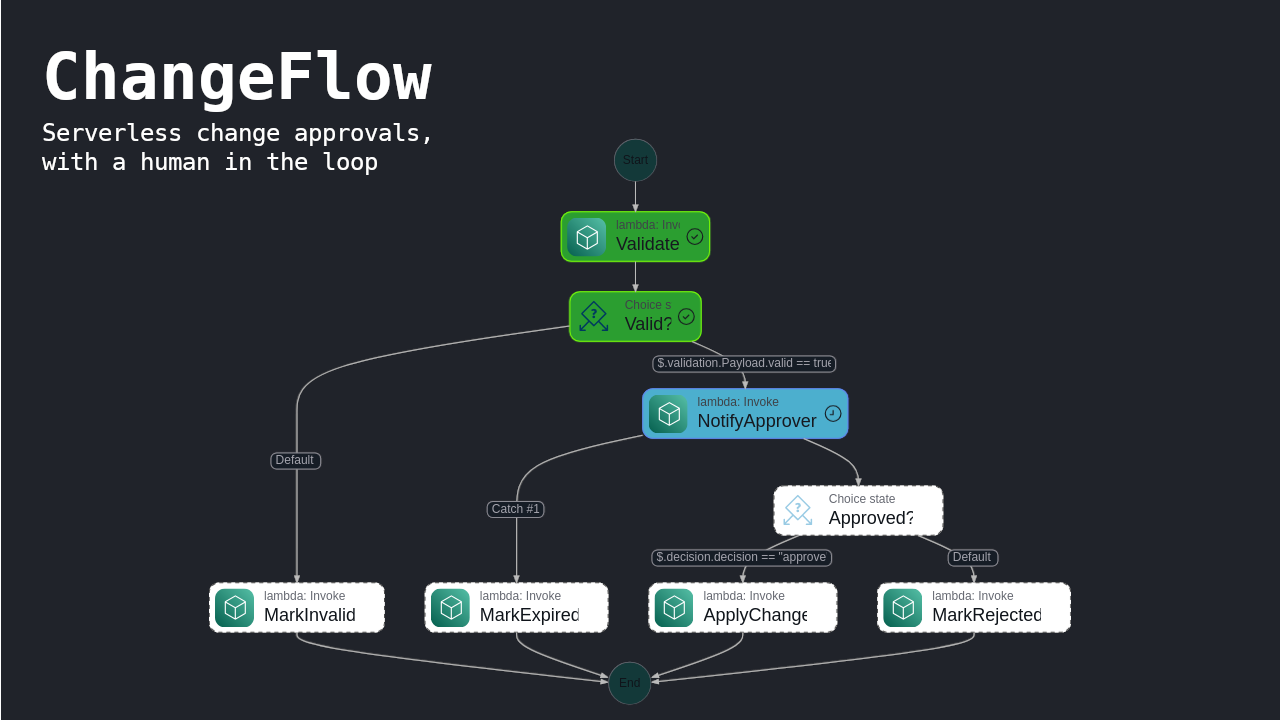 ChangeFlow
Serverless change approvals,
with a human in the loop
Start
lambda: Inv
Validate
Choice s
Valid?
$.validation.Payload.valid == true
lambda: Invoke
NotifyApprover
Default
Catch #1
Choice state
Approved?
$.decision.decision == "approve
Default
lambda: Invoke
MarkInvalid
lambda: Invoke
MarkExpired
lambda: Invoke
ApplyChange
lambda: Invoke
MarkRejected
End